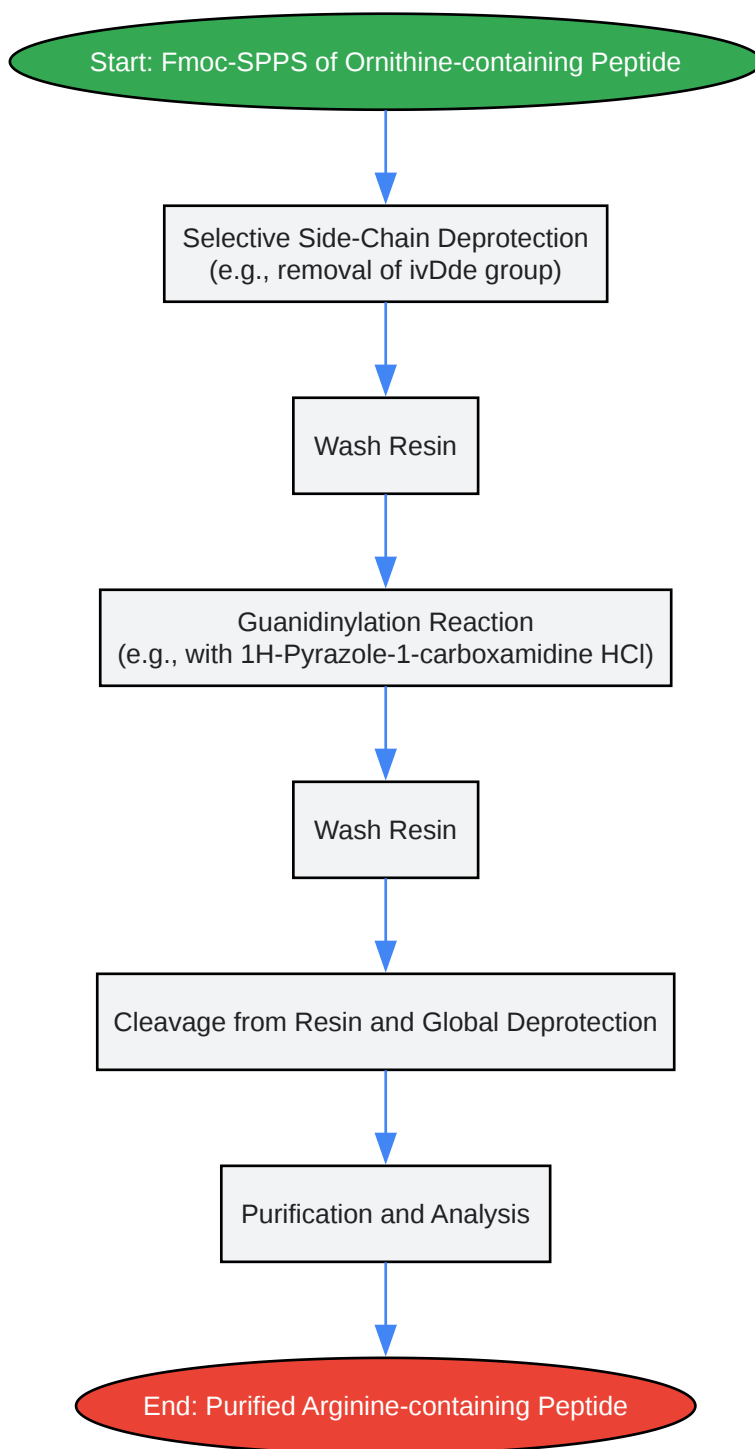 Start: Fmoc-SPPS of Ornithine-containing Peptide
Selective Side-Chain Deprotection
(e.g., removal of ivDde group)
Wash Resin
Guanidinylation Reaction
(e.g., with 1H-Pyrazole-1-carboxamidine HCl)
Wash Resin
Cleavage from Resin and Global Deprotection
Purification and Analysis
End: Purified Arginine-containing Peptide